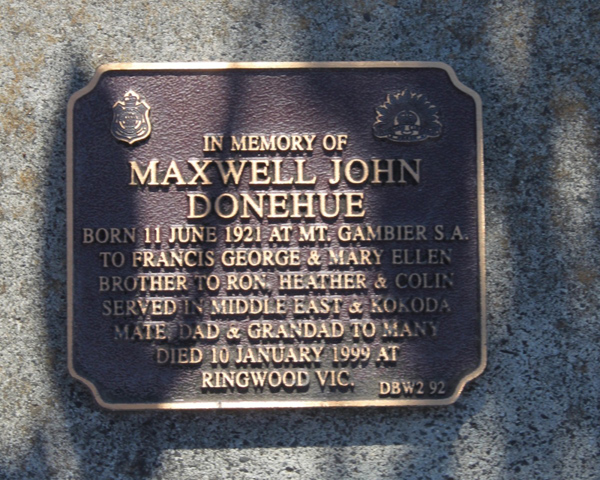 IN MEMORY OF
MAXWELL JOHN
DONEHUE
BORN 11 JUNE 1921 AT MT. GAMBIER S.A.
TO FRANCIS GEORGE & MARY ELLEN
BROTHER TO RON, HEATHER & COLIN
SERVED IN MIDDLE EAST & KOKODA
MATE, DAD & GRANDAD TO MANY
DIED 10 JANUARY 1999 AT
RINGWOOD VIC.
DBW2 92